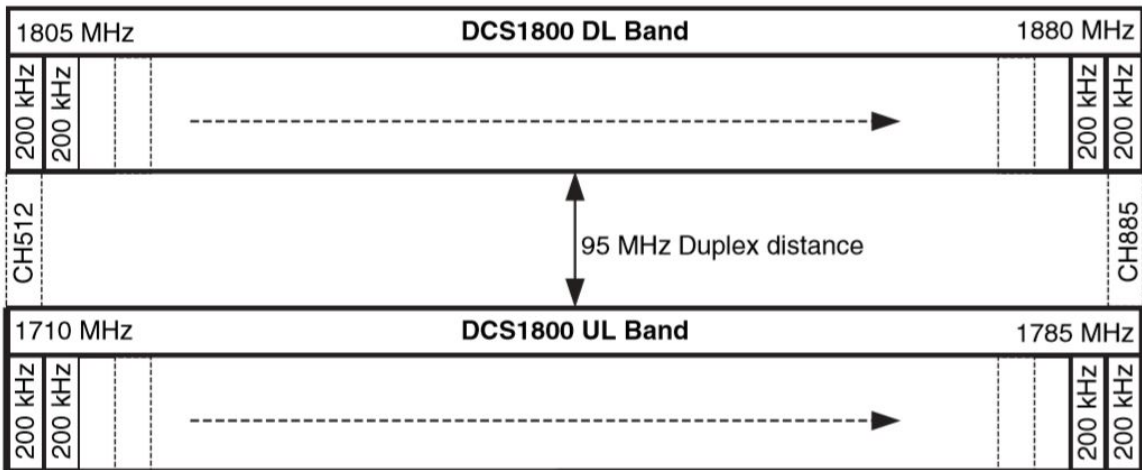 1805 MHz DCS1800 DL Band 1880 MHz
200 kHz 200 kHz 200 kHz 200 kHz
CH512 95 MHz Duplex distance CH885
1710 MHz DCS1800 UL Band 1785 MHz
200 kHz 200 kHz 200 kHz 200 kHz